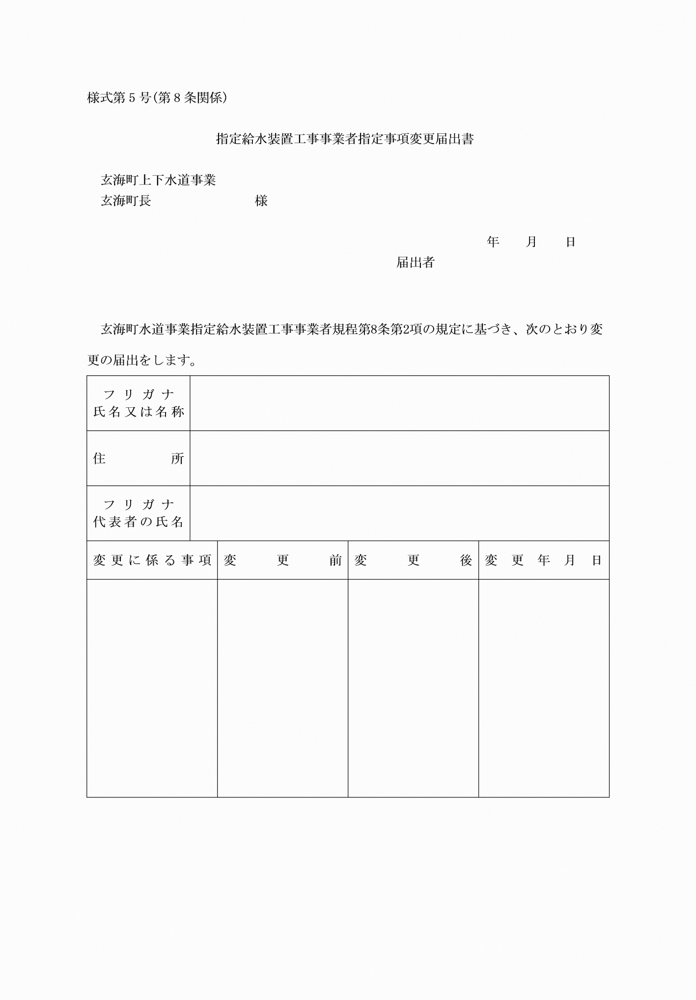 様式第5号(第8条関係)
指定給水装置工事事業者指定事項変更届出書
玄海町上下水道事業
玄海町長　　　　　　　　様
年　　月　　日
届出者
玄海町水道事業指定給水装置工事事業者規程第8条第2項の規定に基づき、次のとおり変
更の届出をします。
フリガナ
氏名又は名称
住　　　　　所
フリガナ
代表者の氏名
変更に係る事項　変　更　前　変　更　後　変更年月日